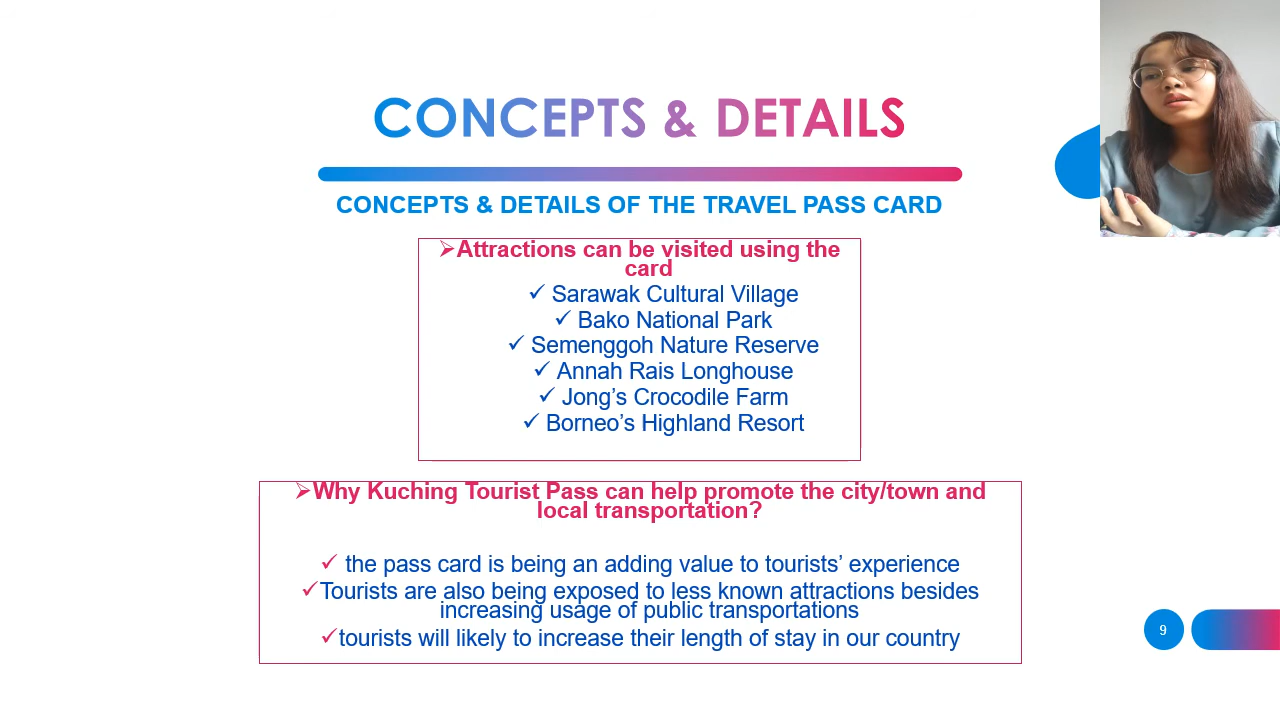 CONCEPTS & DETAILS
CONCEPTS & DETAILS OF THE TRAVEL PASS CARD
➢Attractions can be visited using the
card
✓ Sarawak Cultural Village
✓ Bako National Park
✓ Semenggoh Nature Reserve
✓ Annah Rais Longhouse
✓ Jong’s Crocodile Farm
✓ Borneo’s Highland Resort
➢Why Kuching Tourist Pass can help promote the city/town and
local transportation?
✓ the pass card is being an adding value to tourists’ experience
✓Tourists are also being exposed to less known attractions besides
increasing usage of public transportations
✓tourists will likely to increase their length of stay in our country
9